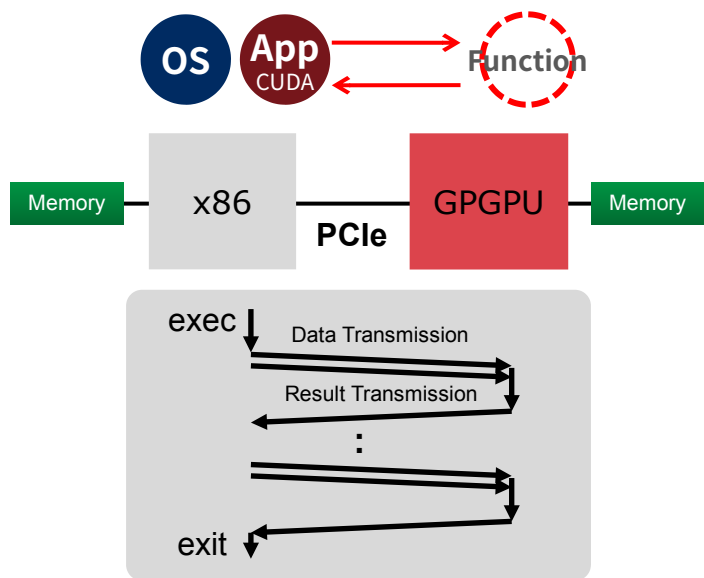 OS
App
CUDA
Function
Memory
x86
PCIe
GPGPU
Memory
exec
Data Transmission
Result Transmission
:
exit